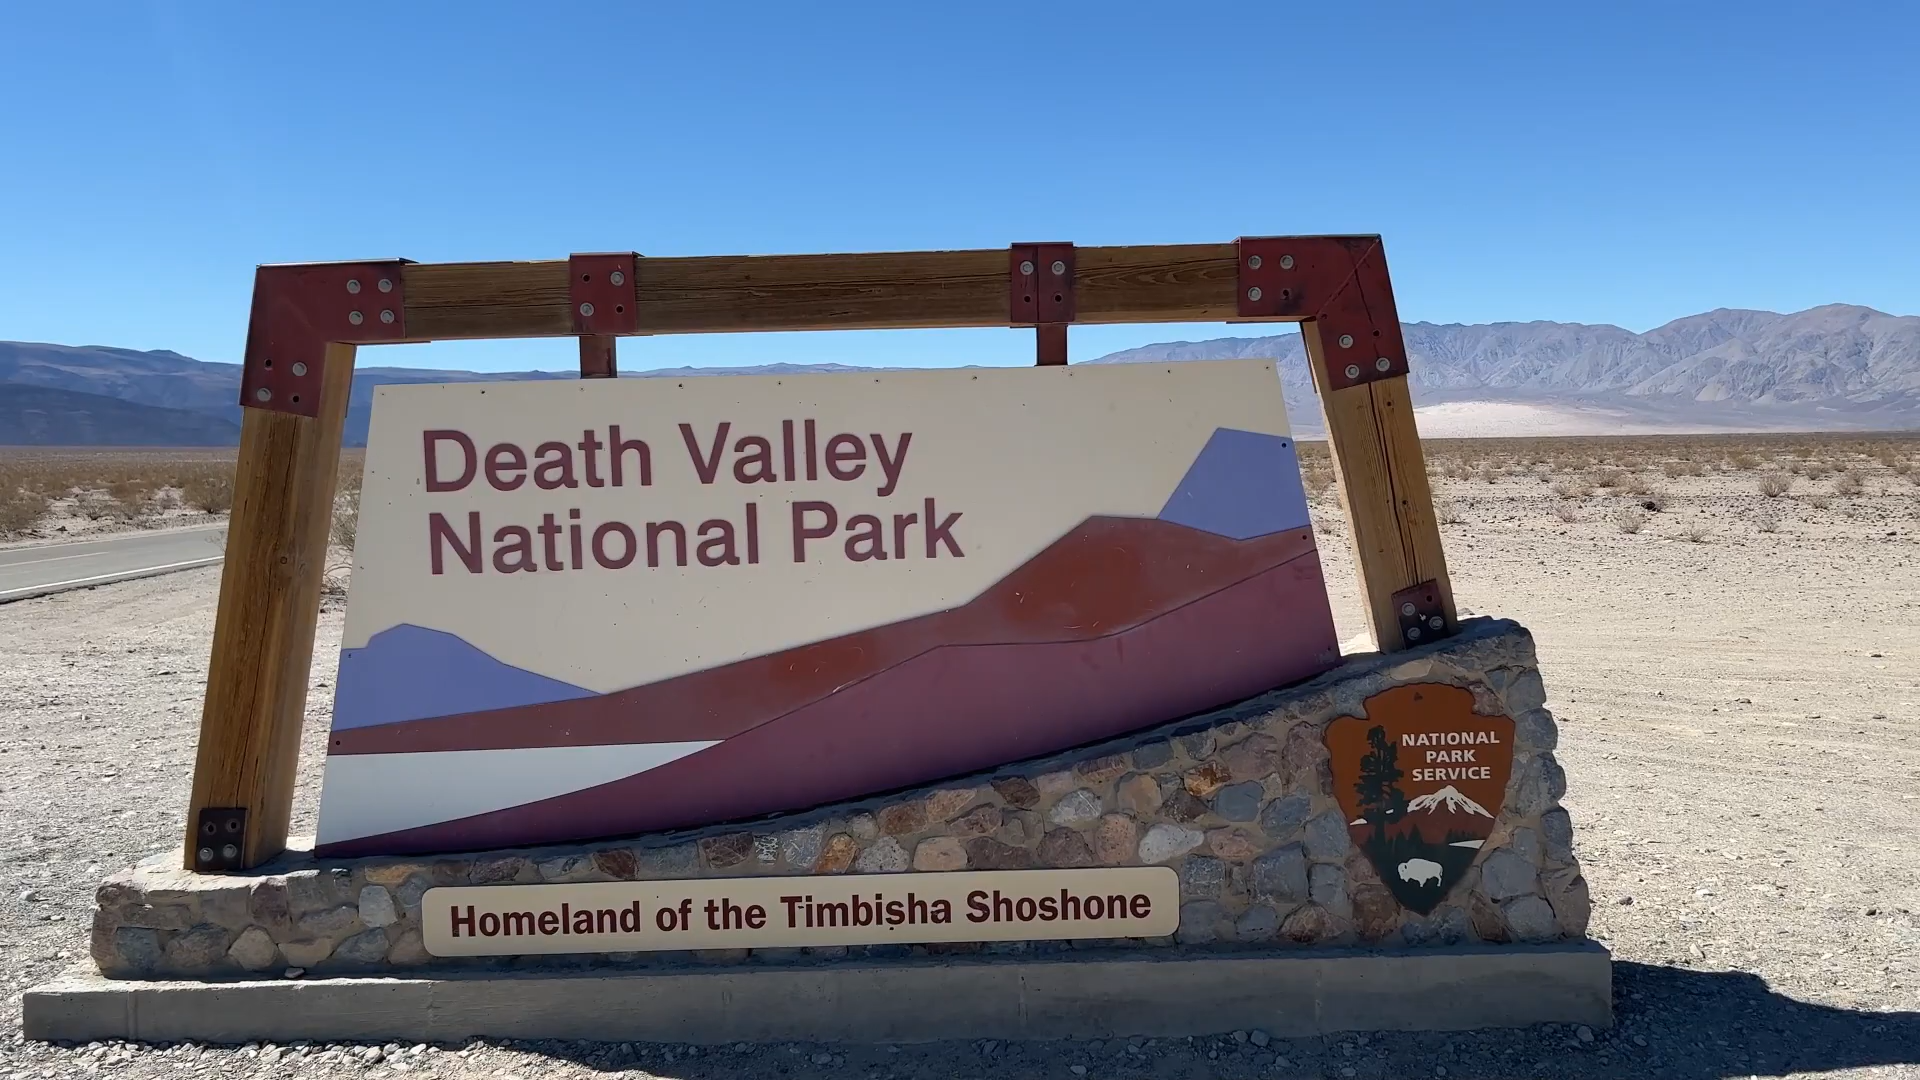 Death Valley
National Park
NATIONAL
PARK
SERVICE
Homeland of the Timbisha Shoshone